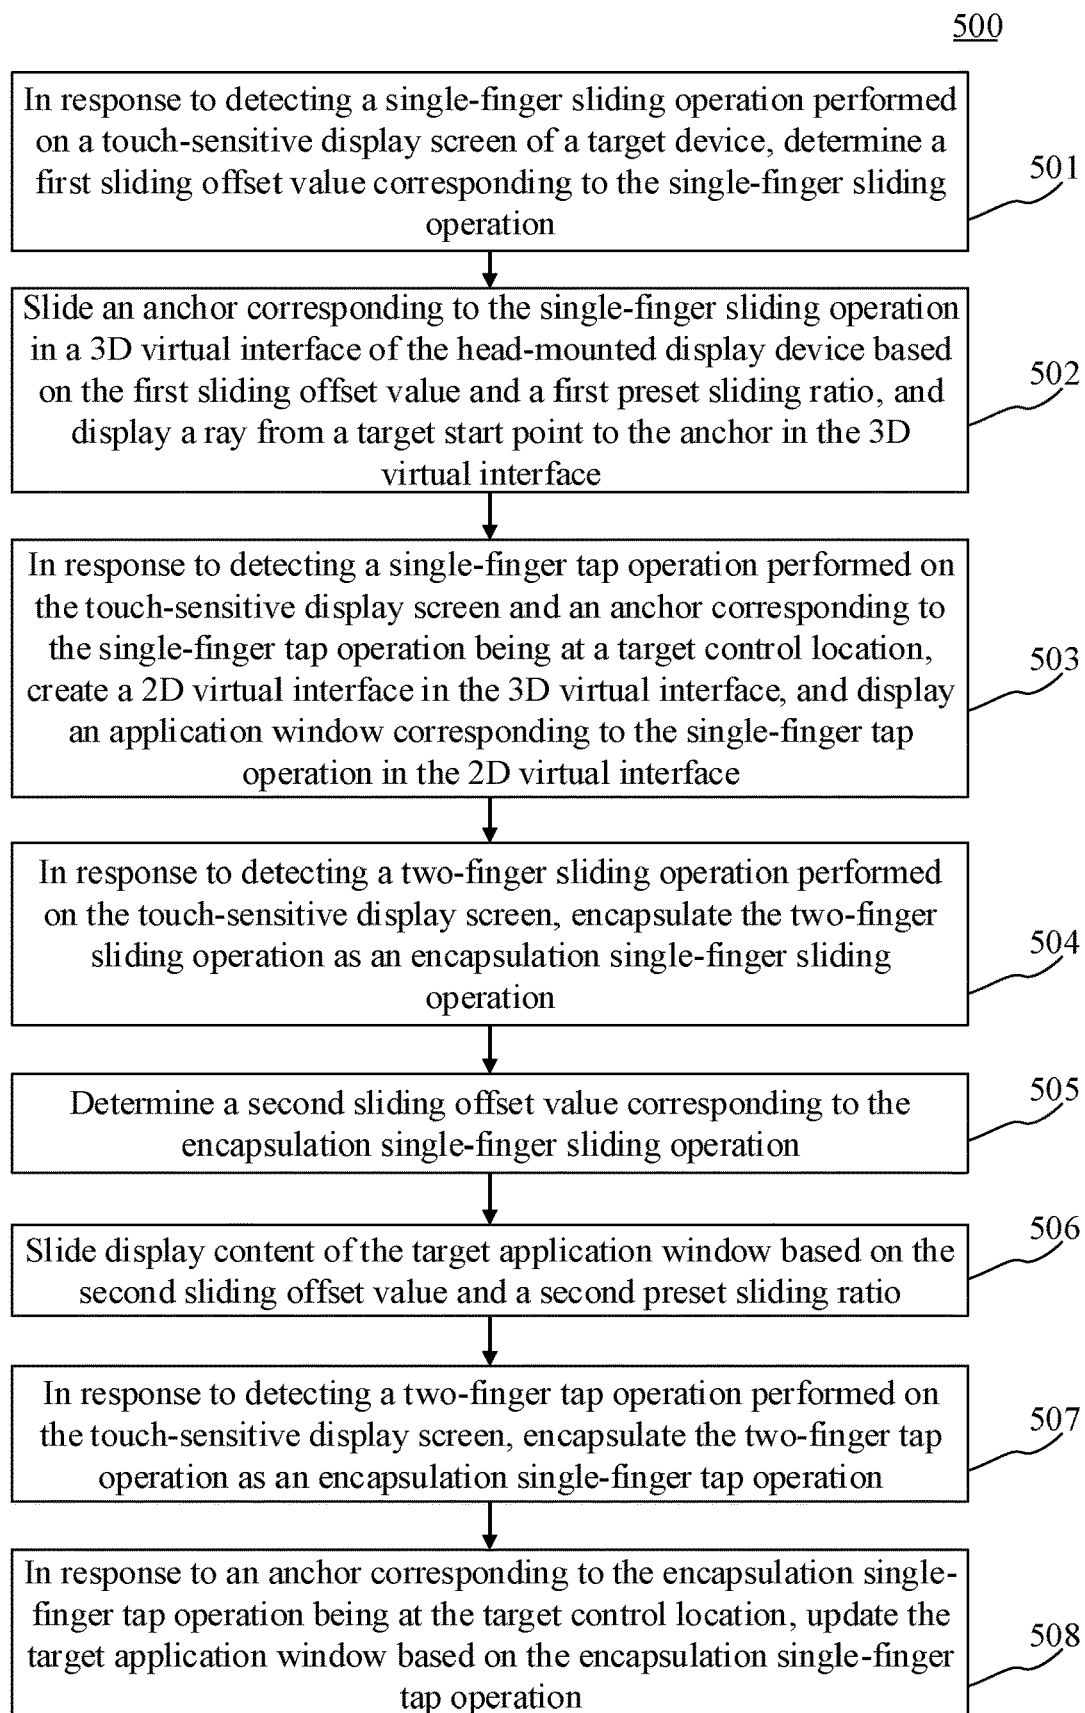 500
In response to detecting a single-finger sliding operation performed
on a touch-sensitive display screen of a target device, determine a
first sliding offset value corresponding to the single-finger sliding
operation
501
Slide an anchor corresponding to the single-finger sliding operation
in a 3D virtual interface of the head-mounted display device based
on the first sliding offset value and a first preset sliding ratio, and
display a ray from a target start point to the anchor in the 3D
virtual interface
502
In response to detecting a single-finger tap operation performed on
the touch-sensitive display screen and an anchor corresponding to
the single-finger tap operation being at a target control location,
create a 2D virtual interface in the 3D virtual interface, and display
an application window corresponding to the single-finger tap
operation in the 2D virtual interface
503
In response to detecting a two-finger sliding operation performed
on the touch-sensitive display screen, encapsulate the two-finger
sliding operation as an encapsulation single-finger sliding
operation
504
Determine a second sliding offset value corresponding to the
encapsulation single-finger sliding operation
505
Slide display content of the target application window based on the
second sliding offset value and a second preset sliding ratio
506
In response to detecting a two-finger tap operation performed on
the touch-sensitive display screen, encapsulate the two-finger tap
operation as an encapsulation single-finger tap operation
507
In response to an anchor corresponding to the encapsulation single-
finger tap operation being at the target control location, update the
target application window based on the encapsulation single-finger
tap operation
508